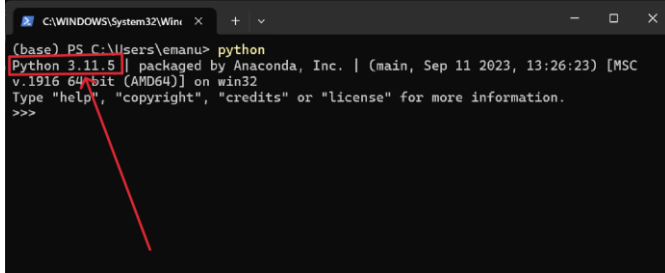 C:\WINDOWS\System32\Wind
(base) PS C:\Users\emanu> python
Python 3.11.5 | packaged by Anaconda, Inc. | (main, Sep 11 2023, 13:26:23) [MSC
v.1916 64 bit (AMD64)] on win32
Type "help", "copyright", "credits" or "license" for more information.
>>>